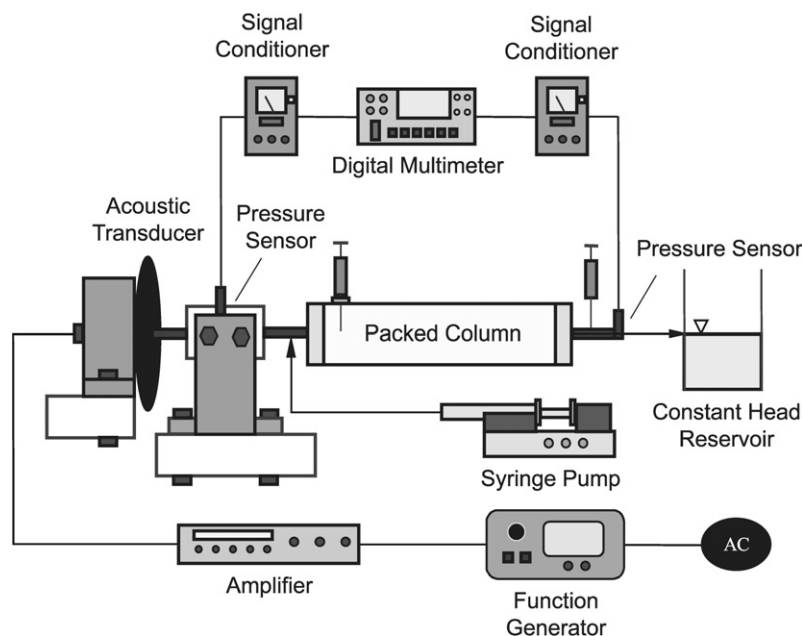 Signal
Conditioner
Signal
Conditioner
Digital Multimeter
Acoustic
Transducer
Pressure
Sensor
Pressure Sensor
Packed Column
Constant Head
Reservoir
Syringe Pump
Amplifier
Function
Generator
AC